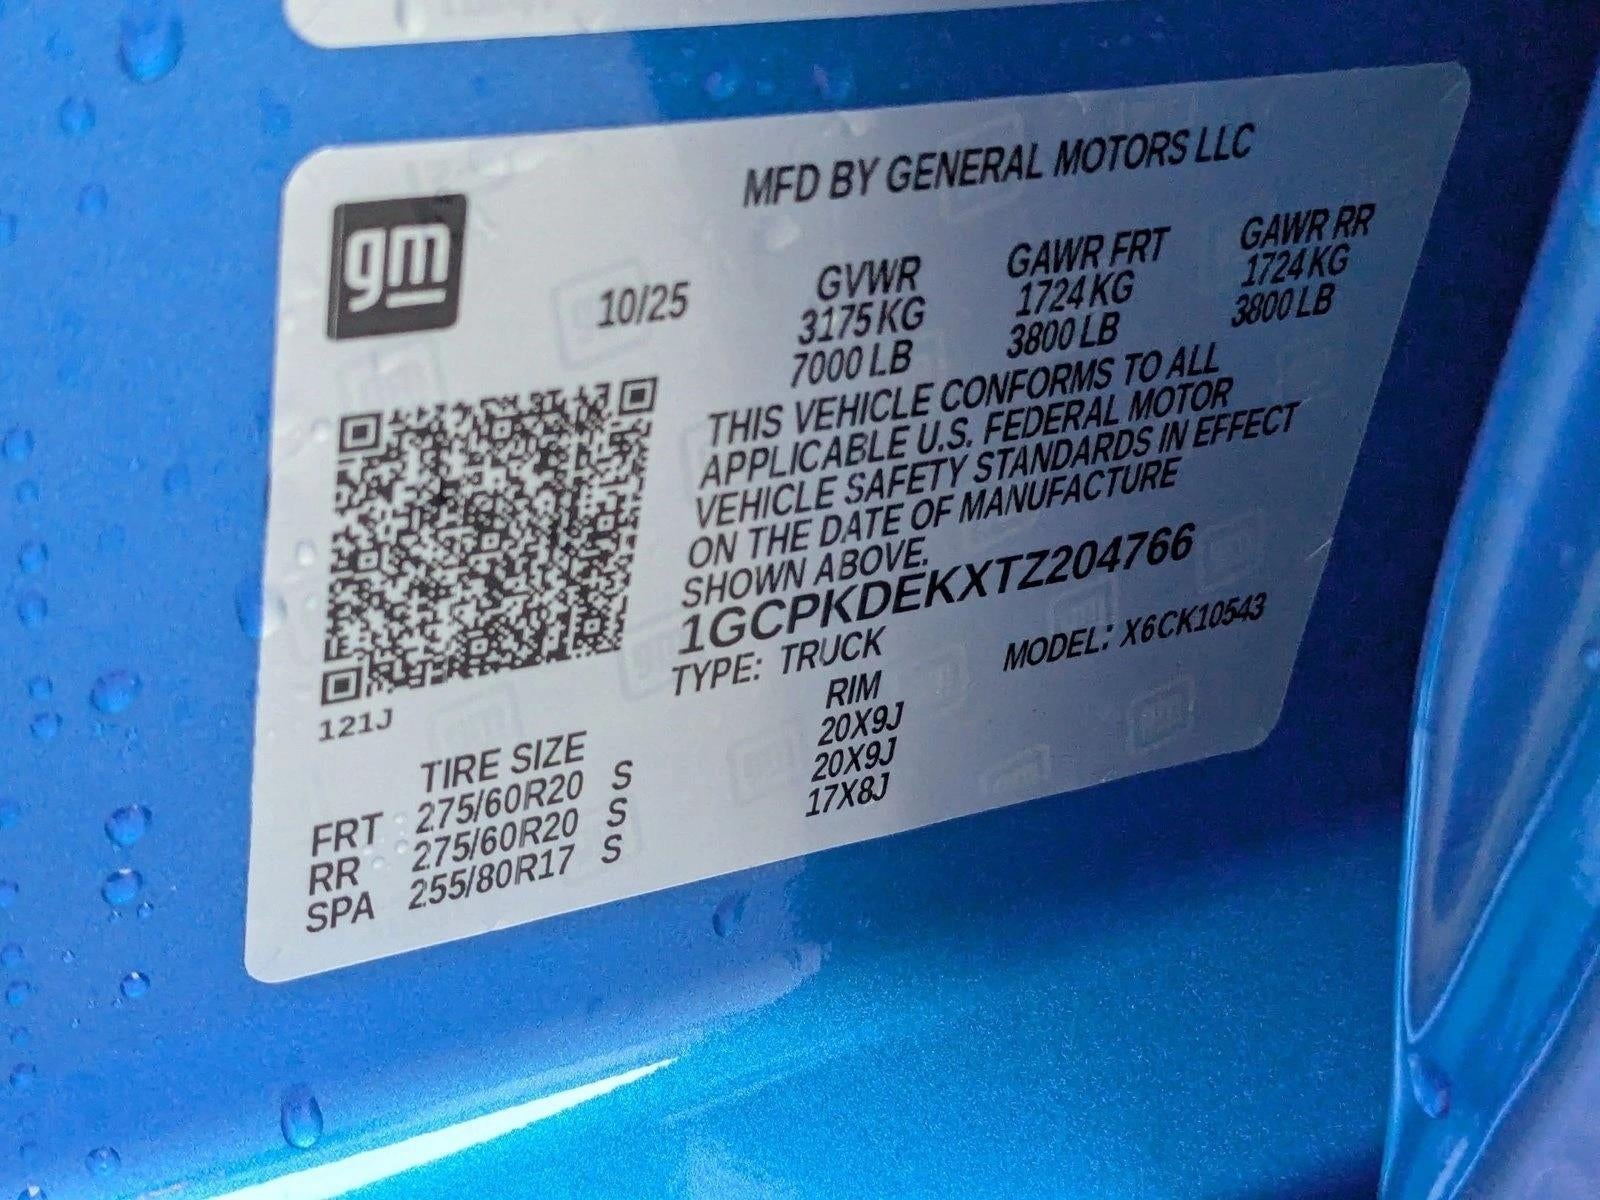 gm
MFD BY GENERAL MOTORS LLC
10/25
GVWR GAWR FRT GAWR RR
3175 KG 1724 KG 1724 KG
7000 LB 3800 LB 3800 LB
THIS VEHICLE CONFORMS TO ALL
APPLICABLE U.S. FEDERAL MOTOR
VEHICLE SAFETY STANDARDS IN EFFECT
ON THE DATE OF MANUFACTURE
SHOWN ABOVE.
1GCPKDEKXTZ204766
TYPE: TRUCK MODEL: X6CK10543
121J
TIRE SIZE RIM
FRT 275/60R20 S 20X9J
RR 275/60R20 S 20X9J
SPA 255/80R17 S 17X8J